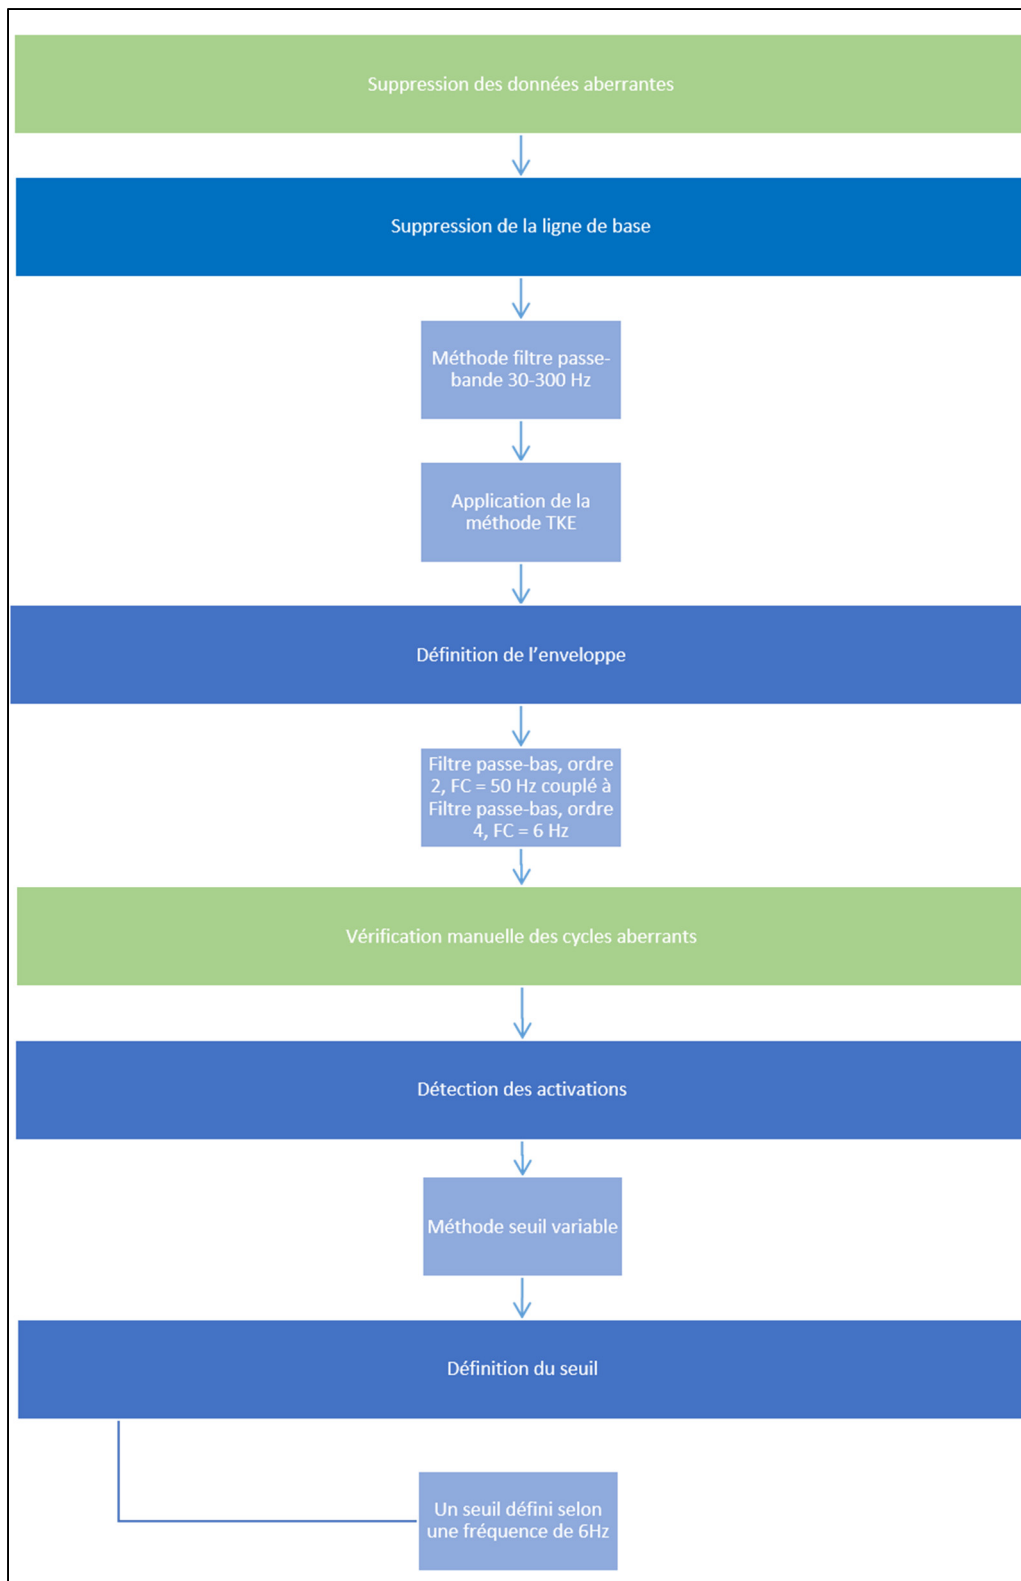 Suppression des données aberrantes
Suppression de la ligne de base
Méthode filtre passe-
bande 30-300 Hz
Application de la
méthode TKE
Définition de l'enveloppe
Filtre passe-bas, ordre
2, FC = 50 Hz couplé à
Filtre passe-bas, ordre
4, FC = 6 Hz
Vérification manuelle des cycles aberrants
Détection des activations
Méthode seuil variable
Définition du seuil
Un seuil défini selon
une fréquence de 6Hz